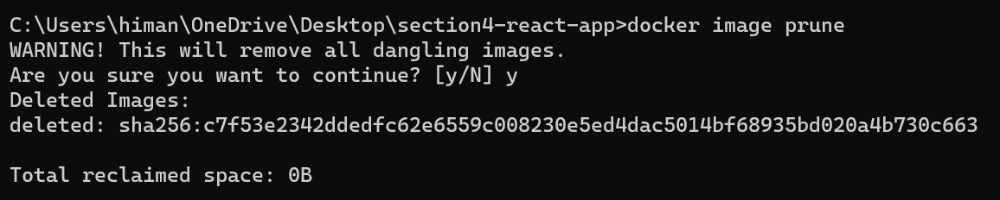 C:\Users\himan\OneDrive\Desktop\section4-react-app>docker image prune
WARNING! This will remove all dangling images.
Are you sure you want to continue? [y/N] y
Deleted Images:
deleted: sha256:c7f53e2342ddedfc62e6559c008230e5ed4dac5014bf68935bd020a4b730c663
Total reclaimed space: 0B